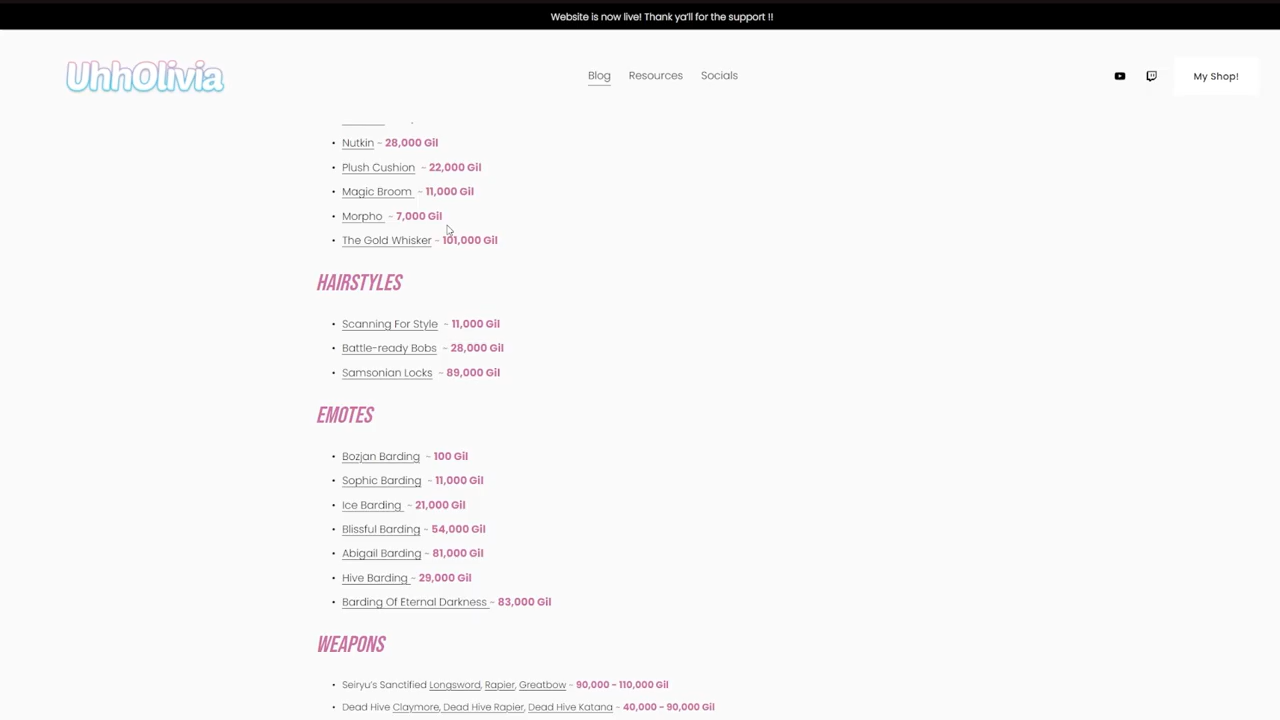 Website is now live! Thank ya'll for the support !!
UhhOlivia
Blog Resources Socials
My Shop!
• Nutkin - 28,000 Gil
• Plush Cushion - 22,000 Gil
• Magic Broom - 11,000 Gil
• Morpho - 7,000 Gil
• The Gold Whisker - 101,000 Gil
HAIRSTYLES
• Scanning For Style - 11,000 Gil
• Battle-ready Bobs - 28,000 Gil
• Samsonian Locks - 89,000 Gil
EMOTES
• Bozjan Barding - 100 Gil
• Sophic Barding - 11,000 Gil
• Ice Barding - 21,000 Gil
• Blissful Barding - 54,000 Gil
• Abigail Barding - 81,000 Gil
• Hive Barding - 29,000 Gil
• Barding Of Eternal Darkness - 83,000 Gil
WEAPONS
• Seiryu's Sanctified Longsword, Rapier, Greatbow - 90,000 - 110,000 Gil
• Dead Hive Claymore, Dead Hive Rapier, Dead Hive Katana - 40,000 - 90,000 Gil